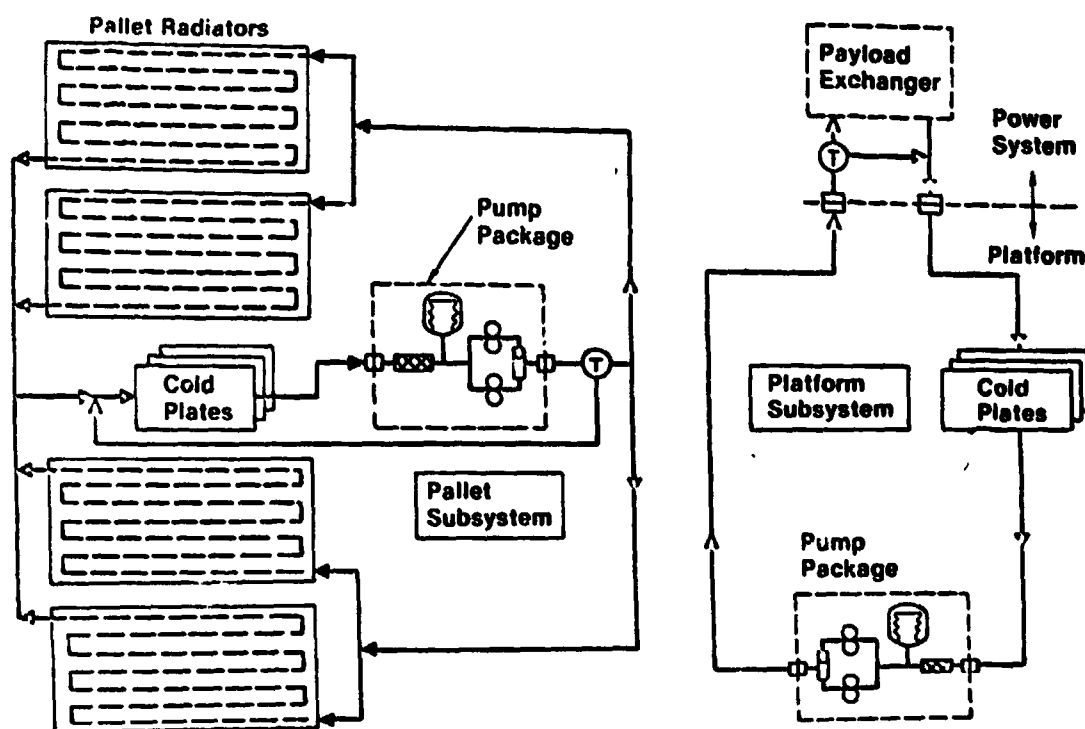 Pallet Radiators
Pump
Package
Cold
Plates
T
Pallet
Subsystem
Payload
Exchanger
T
Power
System
Platform
Platform
Subsystem
Cold
Plates
Pump
Package